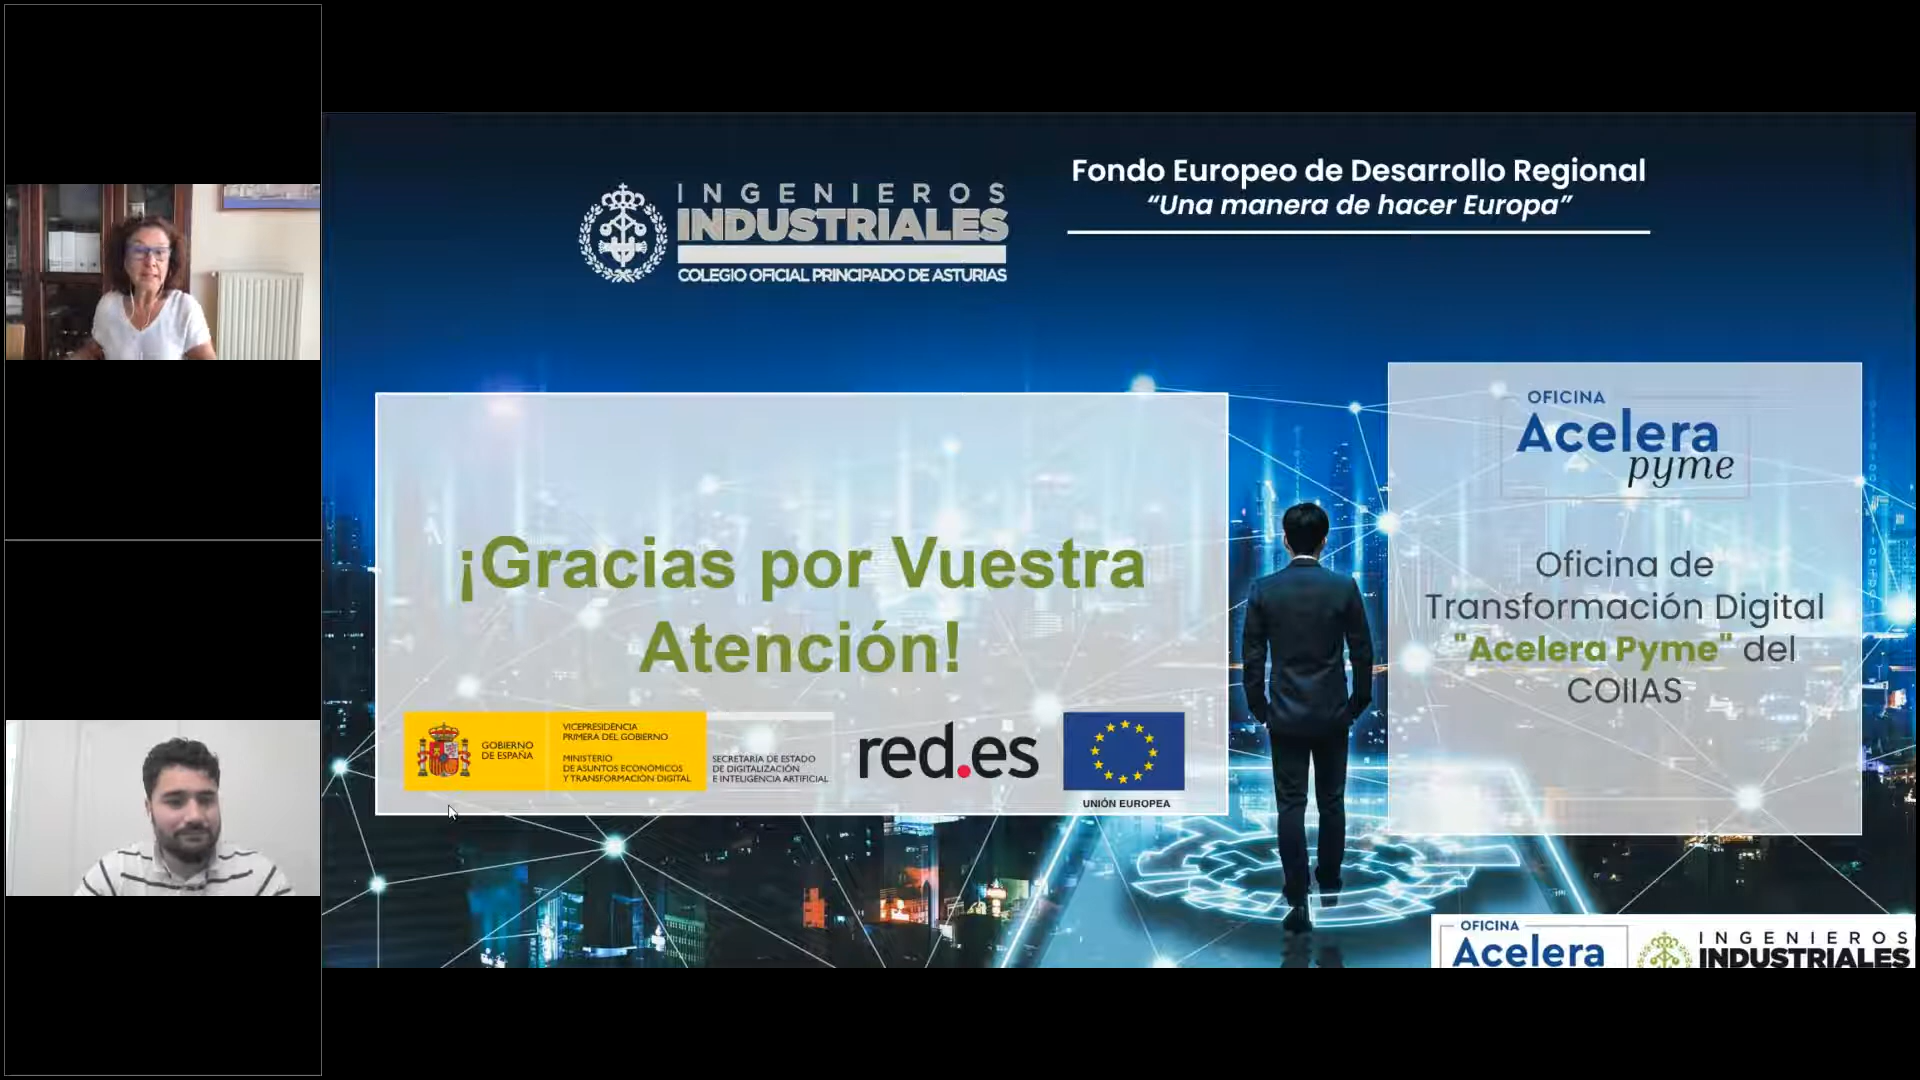 INGENIEROS
INDUSTRIALES
COLEGIO OFICIAL PRINCIPADO DE ASTURIAS
Fondo Europeo de Desarrollo Regional
“Una manera de hacer Europa”
¡Gracias por Vuestra
Atención!
GOBIERNO
DE ESPAÑA
VICEPRESIDENCIA
PRIMERA DEL GOBIERNO
MINISTERIO
DE ASUNTOS ECONÓMICOS
Y TRANSFORMACIÓN DIGITAL
SECRETARÍA DE ESTADO
DE DIGITALIZACIÓN
E INTELIGENCIA ARTIFICIAL
red.es
UNIÓN EUROPEA
OFICINA
Acelera
pyme
Oficina de
Transformación Digital
"Acelera Pyme" del
COIIAS
OFICINA
Acelera
INGENIEROS
INDUSTRIALES